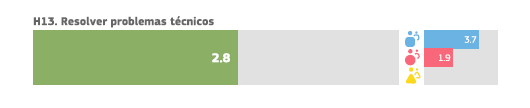 H13. Resolver problemas técnicos
2.8
3.7
1.9